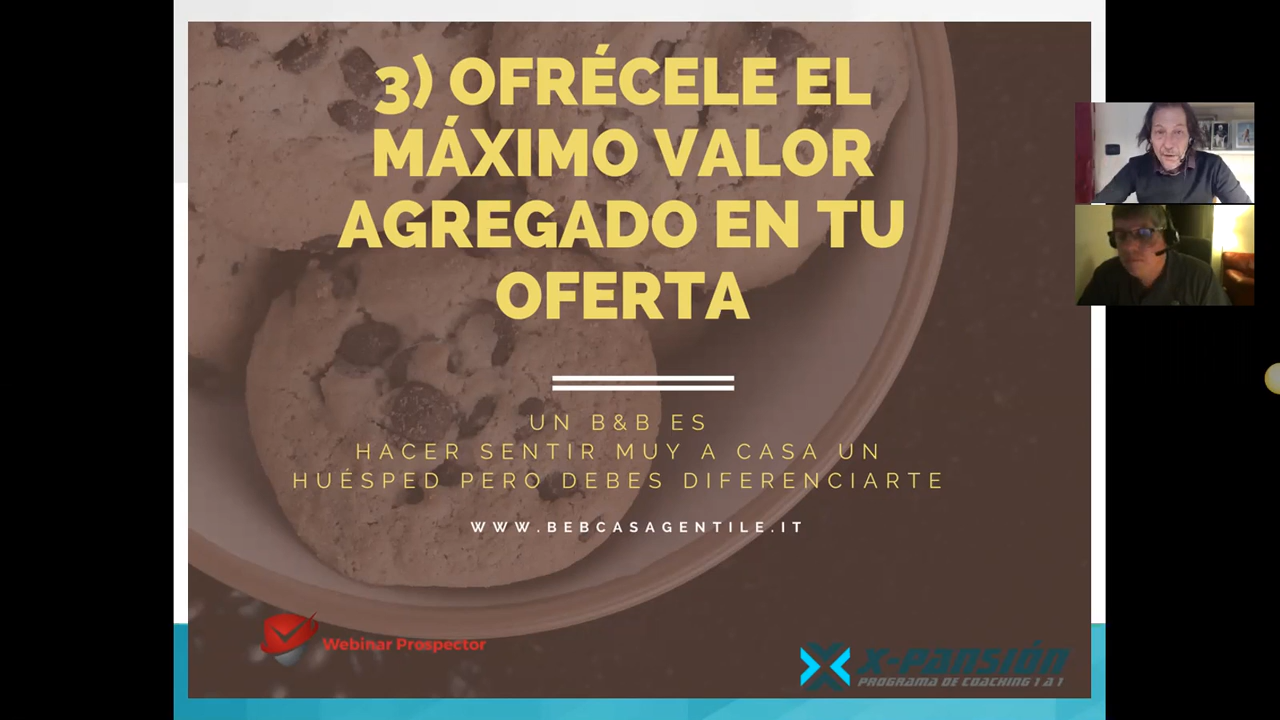 3) OFRÉCELE EL
MÁXIMO VALOR
AGREGADO EN TU
OFERTA
UN B&B ES
HACER SENTIR MUY A CASA UN
HUÉSPED PERO DEBES DIFERENCIARTE
WWW.BEBCASAGENTILE.IT
Webinar Prospector
X-PANSIÓN
PROGRAMA DE COACHING 1 A 1